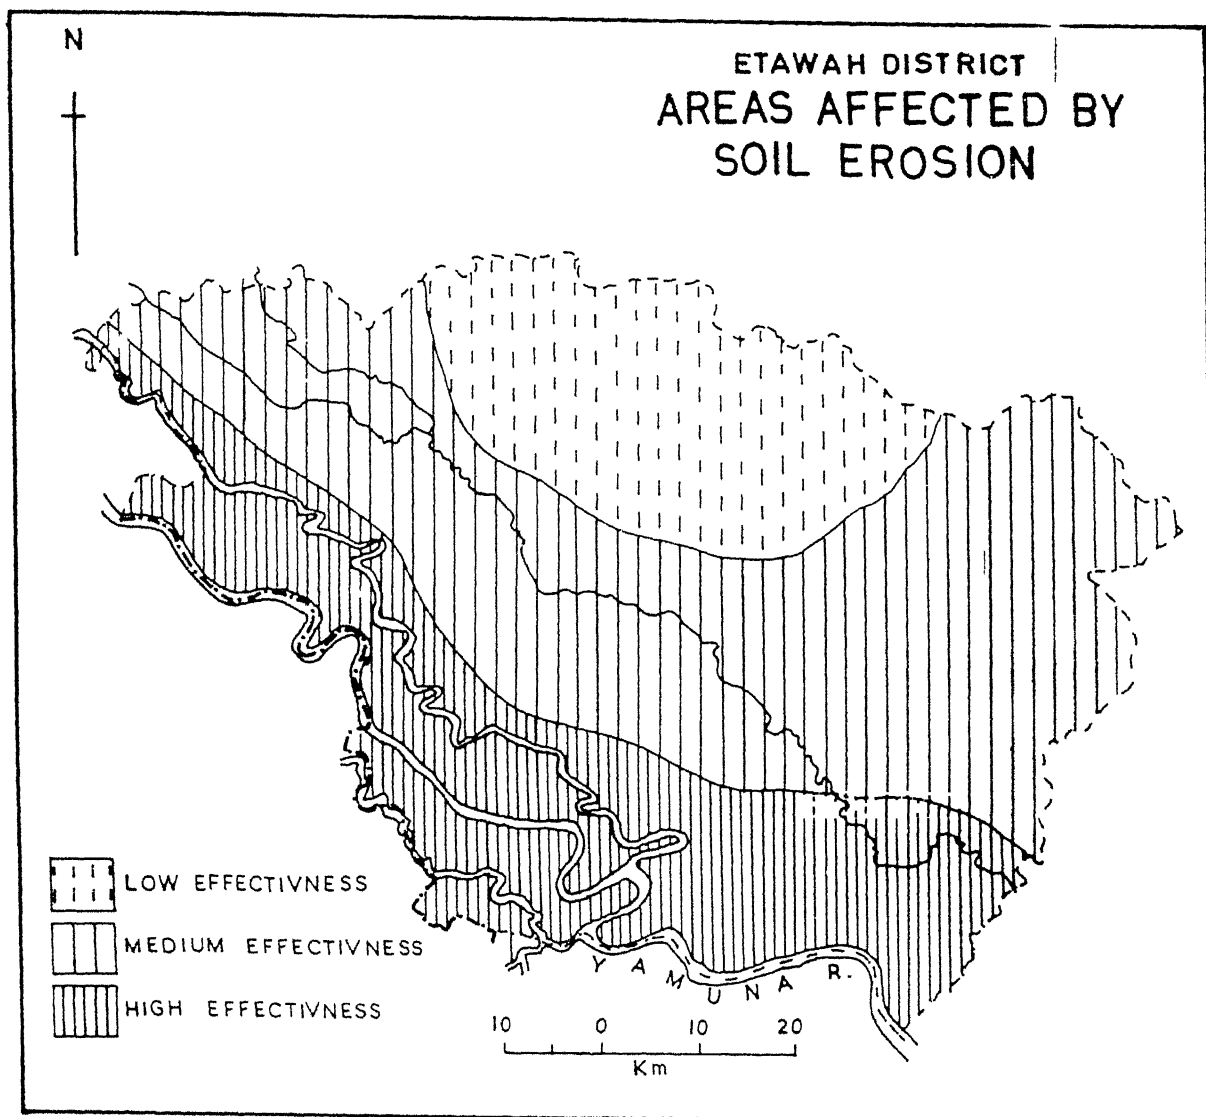 N
ETAWAH DISTRICT
AREAS AFFECTED BY
SOIL EROSION
LOW EFFECTIVNESS
MEDIUM EFFECTIVNESS
HIGH EFFECTIVNESS
YAMUNA R.
10 0 10 20
Km